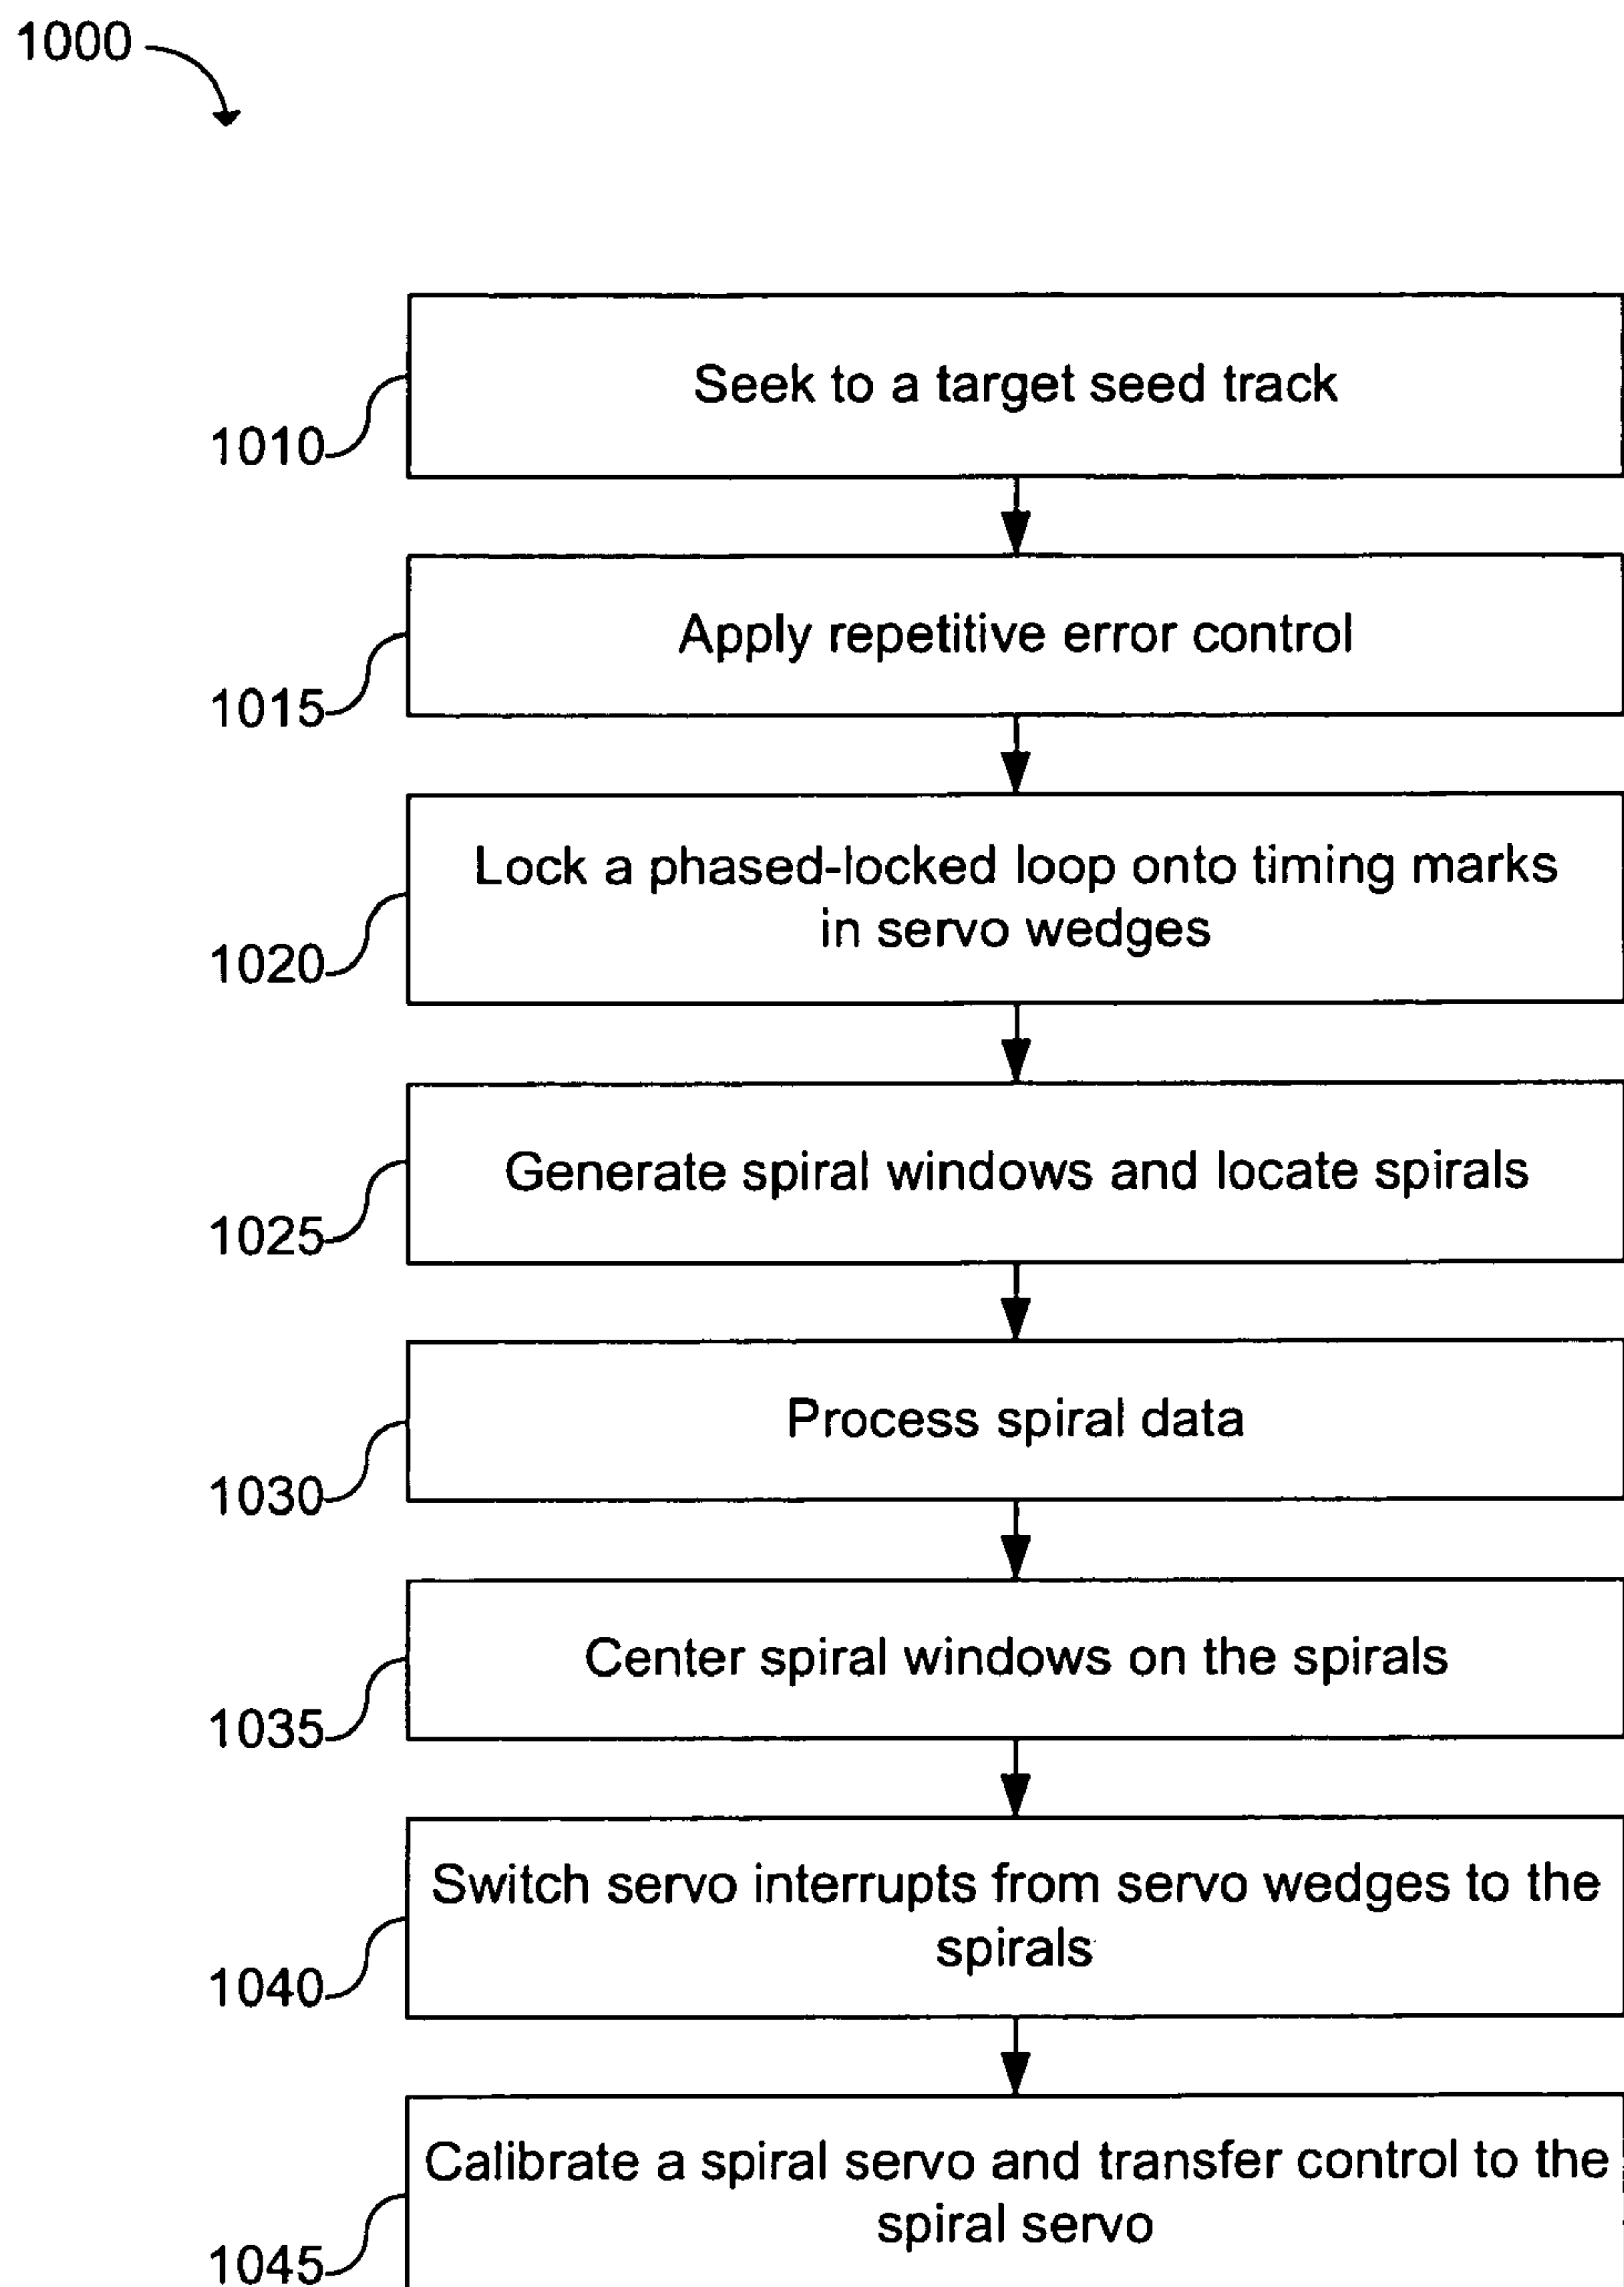 1000
Seek to a target seed track
1010
Apply repetitive error control
1015
Lock a phased-locked loop onto timing marks
in servo wedges
1020
Generate spiral windows and locate spirals
1025
Process spiral data
1030
Center spiral windows on the spirals
1035
Switch servo interrupts from servo wedges to the
spirals
1040
Calibrate a spiral servo and transfer control to the
spiral servo
1045